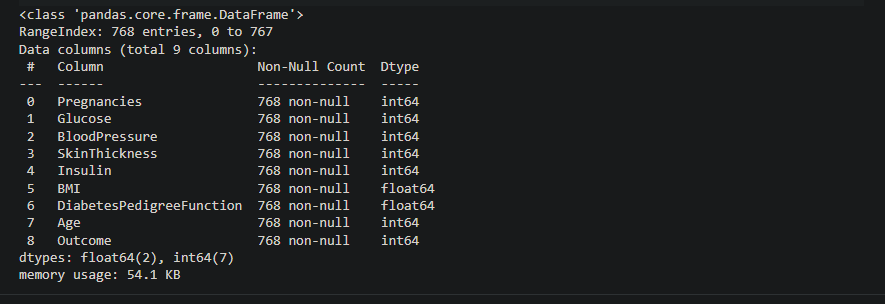 <class 'pandas.core.frame.DataFrame'>
RangeIndex: 768 entries, 0 to 767
Data columns (total 9 columns):
 #   Column                    Non-Null Count  Dtype
---  ------                    --------------  -----
 0   Pregnancies               768 non-null    int64
 1   Glucose                   768 non-null    int64
 2   BloodPressure             768 non-null    int64
 3   SkinThickness             768 non-null    int64
 4   Insulin                   768 non-null    int64
 5   BMI                       768 non-null    float64
 6   DiabetesPedigreeFunction  768 non-null    float64
 7   Age                       768 non-null    int64
 8   Outcome                   768 non-null    int64
dtypes: float64(2), int64(7)
memory usage: 54.1 KB